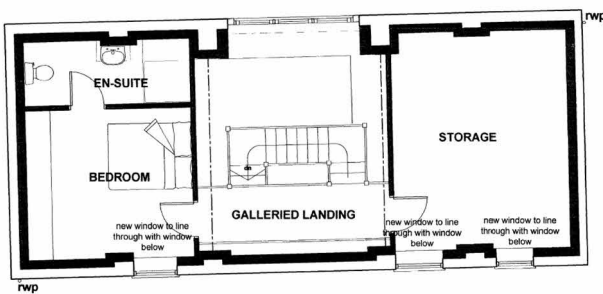 rwp
EN-SUITE
STORAGE
BEDROOM
dn
GALLERIED LANDING
new window to line
through with window
below
new window to line
through with window
below
new window to line
through with window
below
rwp